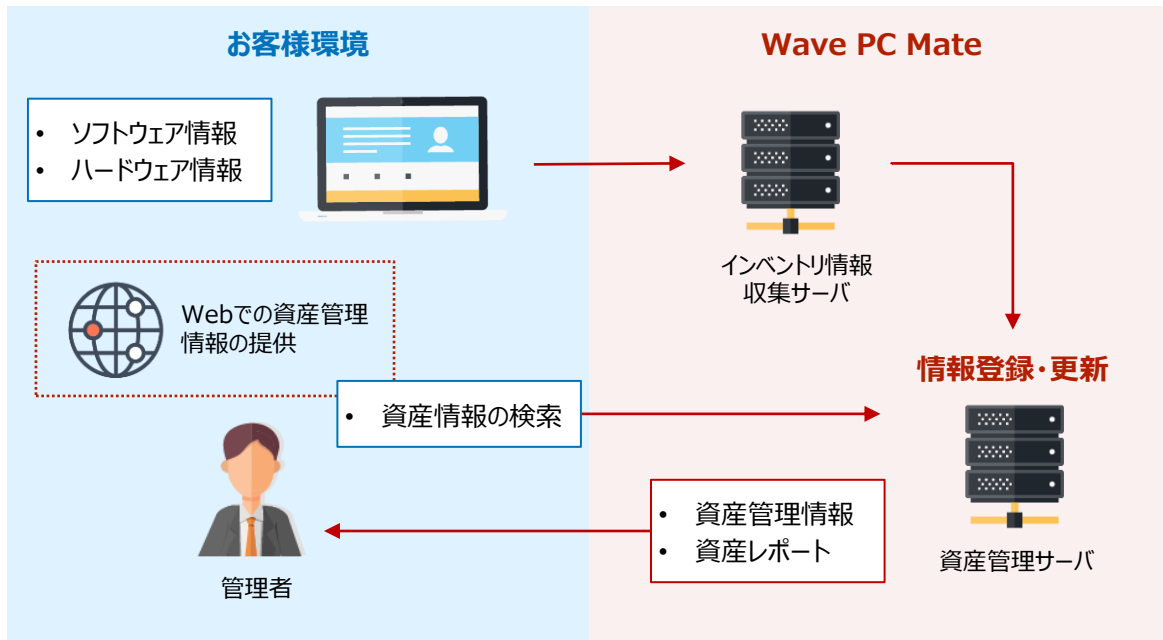 お客様環境
Wave PC Mate
• ソフトウェア情報
• ハードウェア情報
インベントリ情報
収集サーバ
Webでの資産管理
情報の提供
情報登録・更新
• 資産情報の検索
• 資産管理情報
• 資産レポート
資産管理サーバ
管理者